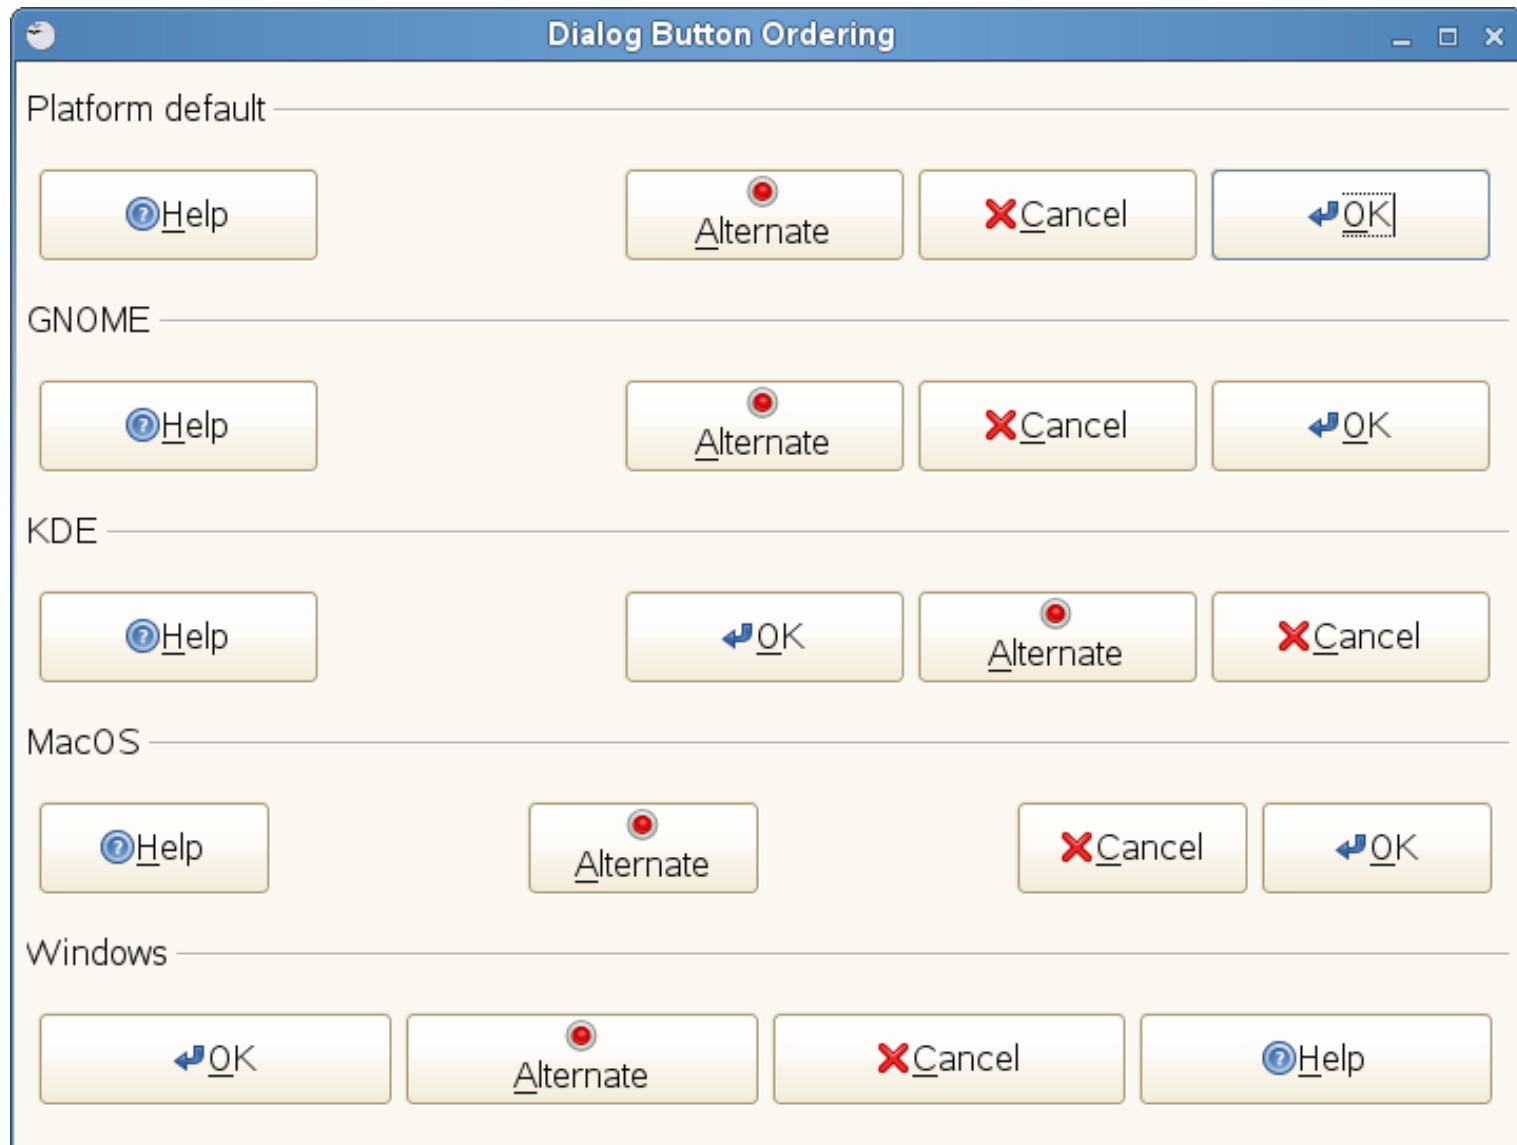 Dialog Button Ordering
Platform default
Help Alternate Cancel OK
GNOME
Help Alternate Cancel OK
KDE
Help OK Alternate Cancel
MacOS
Help Alternate Cancel OK
Windows
OK Alternate Cancel Help